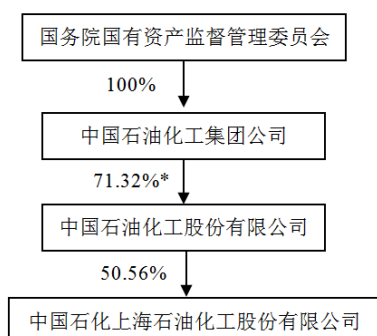 国务院国有资产监督管理委员会
100%
中国石油化工集团公司
71.32%*
中国石油化工股份有限公司
50.56%
中国石化上海石油化工股份有限公司